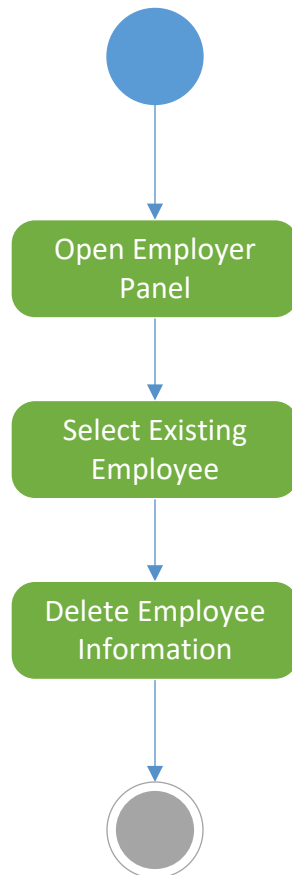 Open Employer
Panel
Select Existing
Employee
Delete Employee
Information